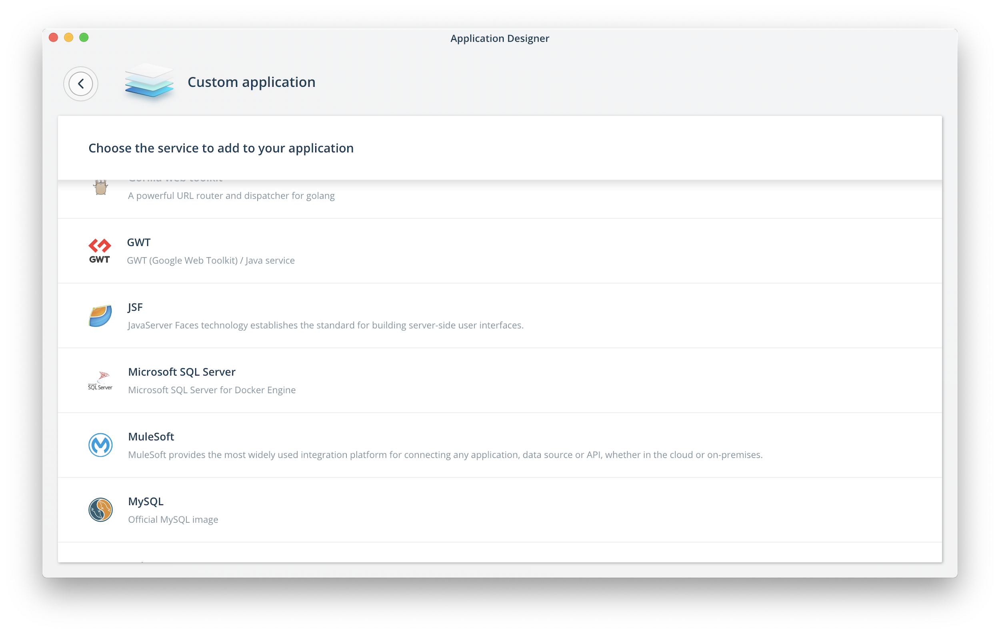 Application Designer
Custom application
Choose the service to add to your application
Gorilla web toolkit
A powerful URL router and dispatcher for golang
GWT
GWT
GWT (Google Web Toolkit) / Java service
JSF
JavaServer Faces technology establishes the standard for building server-side user interfaces.
Microsoft SQL Server
SQL Server
Microsoft SQL Server for Docker Engine
MuleSoft
MuleSoft provides the most widely used integration platform for connecting any application, data source or API, whether in the cloud or on-premises.
MySQL
Official MySQL image